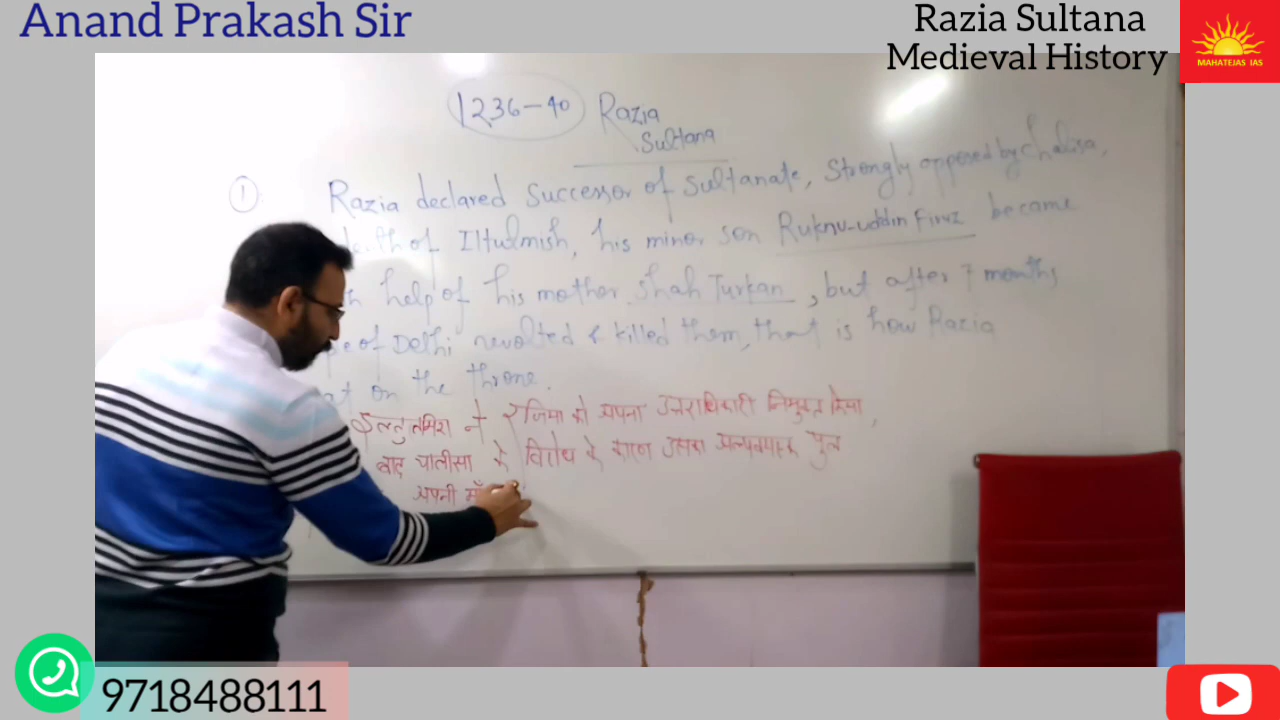 Anand Prakash Sir
Razia Sultana
Medieval History
MAHATEJAS IAS
1236-40 Razia
Sultana
1 Razia declared Successor of Sultanate, Strongly opposed by Chalisa,
death of Iltulmish, his minor son Ruknu-uddin Firuz became
help of his mother Shah Turkan, but after 7 months
of Delhi revolted & killed them, that is how Razia
on the throne.
इल्तुतमिश ने रजिया को अपना उत्तराधिकारी नियुक्त किया,
बाद चालीसा के विरोध के कारण उसका अल्पवयस्क पुत्र
अपनी माँ
9718488111